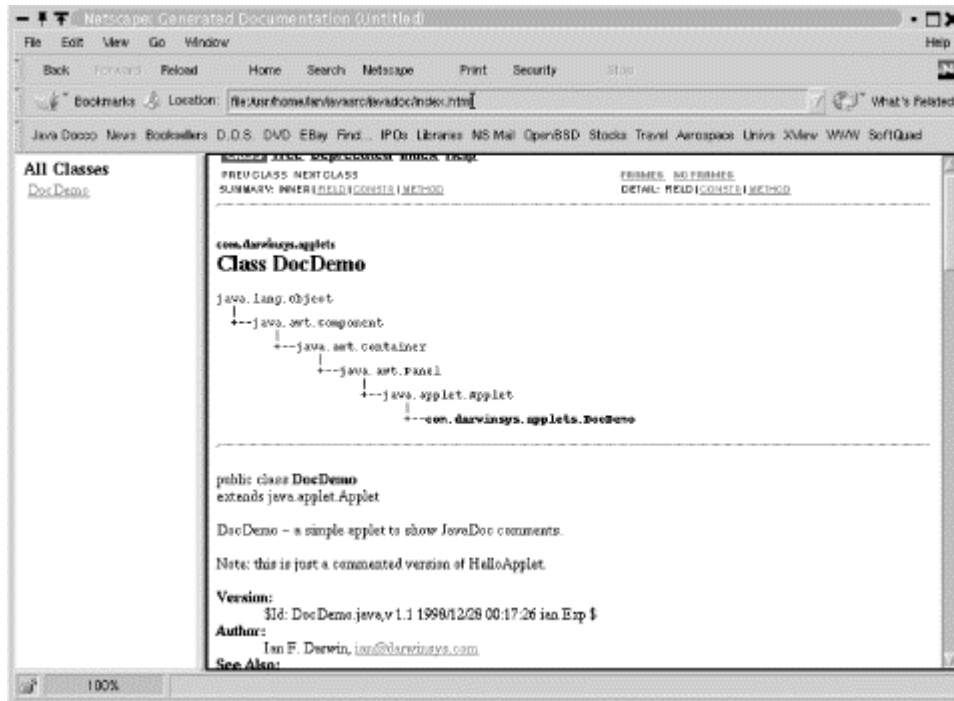 Netscape: Generated Documentation (Untitled)
File Edit View Go Window Help
Back Forward Reload Home Search Netscape Print Security Stop
Bookmarks Location: file:/usr/home/ian/javasrc/javadoc/index.html What's Related
Java Docco News Booksellers D.D.S. DVD EBay Find... IPOs Libraries NS Mail OpenBSD Stocks Travel Aerospace Univs XView WWW SoftQuad
All Classes
DocDemo
Tree Deprecated Index Help
PREV CLASS NEXT CLASS FRAMES NO FRAMES
SUMMARY: INNER | FIELD | CONSTR | METHOD DETAIL: FIELD | CONSTR | METHOD
com.darwinsys.applets
Class DocDemo
java.lang.Object
|
+--java.awt.Component
|
+--java.awt.Container
|
+--java.awt.Panel
|
+--java.applet.Applet
|
+--com.darwinsys.applets.DocDemo
public class DocDemo
extends java.applet.Applet
DocDemo - a simple applet to show JavaDoc comments.
Note: this is just a commented version of HelloApplet.
Version:
$Id: DocDemo.java,v 1.1 1998/12/28 00:17:26 ian Exp $
Author:
Ian F. Darwin, ian@darwinsys.com
See Also:
100%